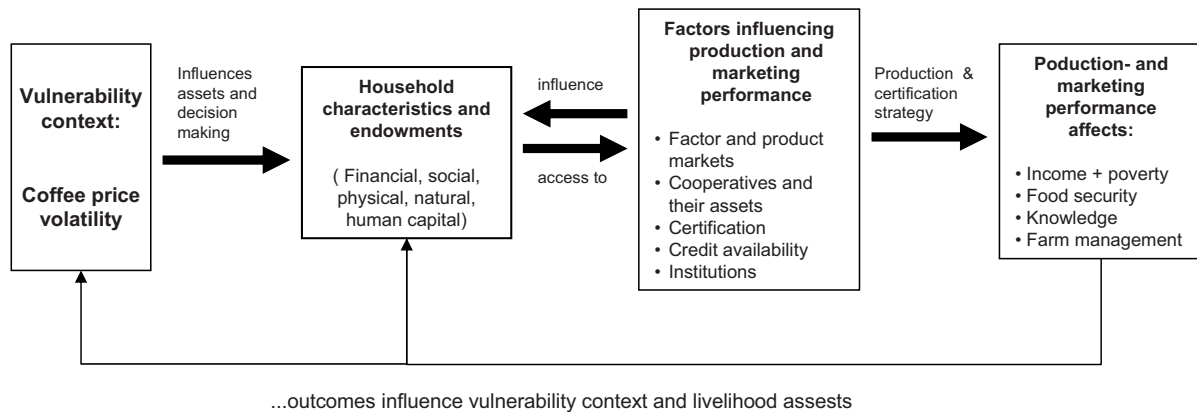 Vulnerability
context:
Coffee price
volatility
Influences
assets and
decision
making
Household
characteristics and
endowments
( Financial, social,
physical, natural,
human capital)
influence
access to
Factors influencing
production and
marketing
performance
• Factor and product
markets
• Cooperatives and
their assets
• Certification
• Credit availability
• Institutions
Production &
certification
strategy
Poduction- and
marketing
performance
affects:
• Income + poverty
• Food security
• Knowledge
• Farm management
...outcomes influence vulnerability context and livelihood assests